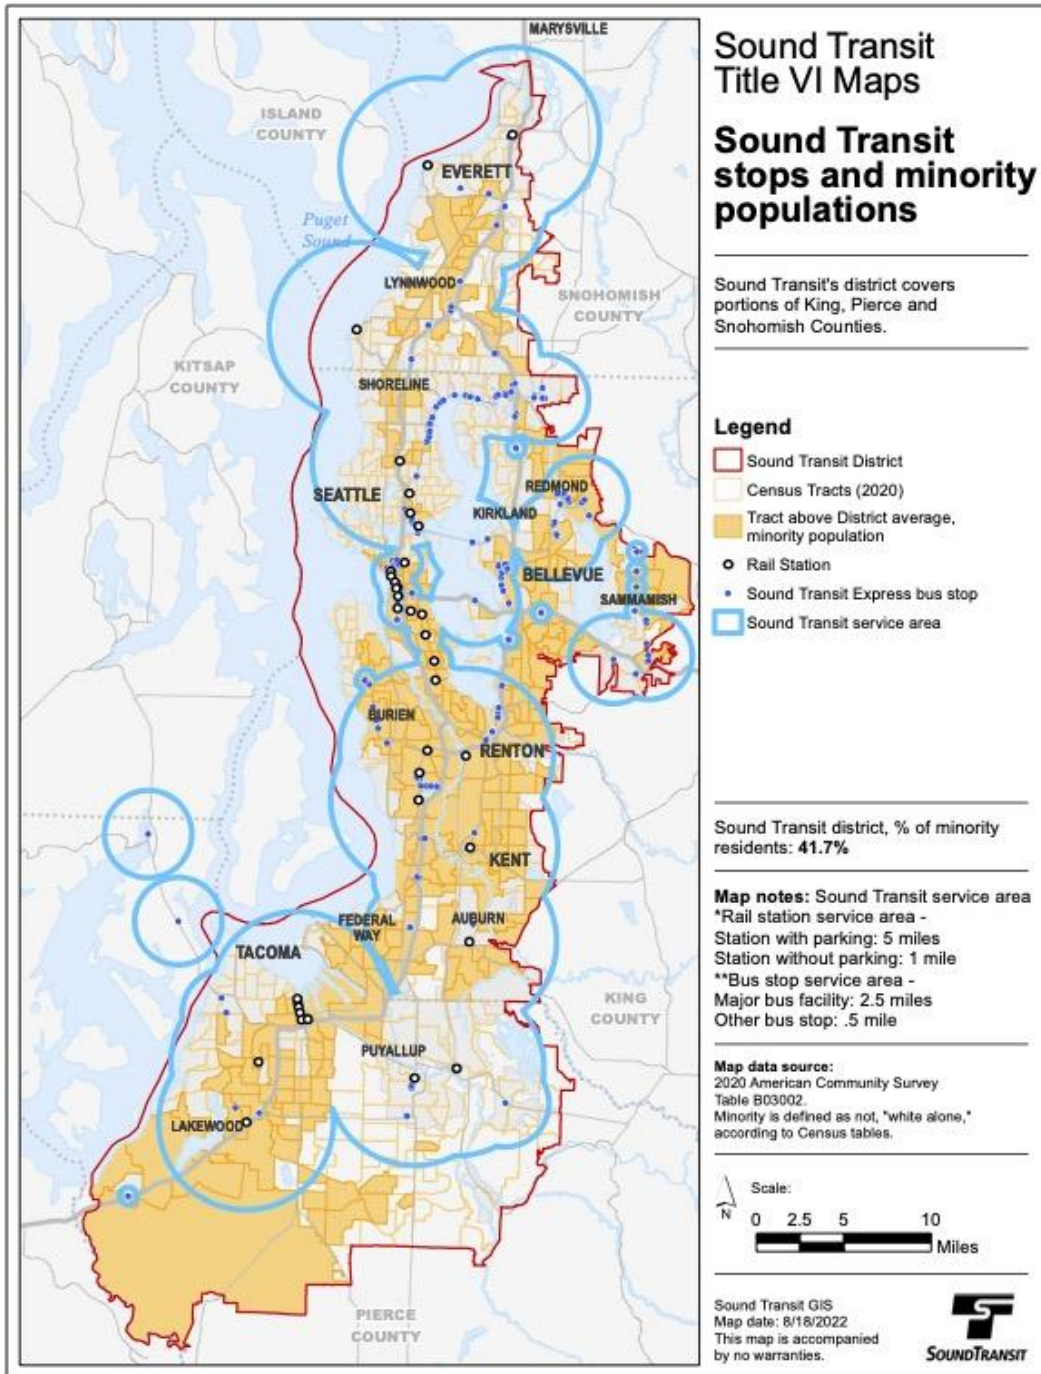 MARYSVILLE
ISLAND
COUNTY
EVERETT
Puget
Sound
LYNNWOOD
SNOHOMISH
COUNTY
KITSAP
COUNTY
SHORELINE
SEATTLE
REDMOND
KIRKLAND
BELLEVUE
SAMMAMISH
BURIEN
RENTON
KENT
FEDERAL
WAY
AUBURN
TACOMA
KING
COUNTY
PUYALLUP
LAKEWOOD
PIERCE
COUNTY
Sound Transit
Title VI Maps
Sound Transit
stops and minority
populations
Sound Transit's district covers
portions of King, Pierce and
Snohomish Counties.
Legend
Sound Transit District
Census Tracts (2020)
Tract above District average,
minority population
Rail Station
Sound Transit Express bus stop
Sound Transit service area
Sound Transit district, % of minority
residents: 41.7%
Map notes: Sound Transit service area
*Rail station service area -
Station with parking: 5 miles
Station without parking: 1 mile
**Bus stop service area -
Major bus facility: 2.5 miles
Other bus stop: .5 mile
Map data source:
2020 American Community Survey
Table B03002.
Minority is defined as not, "white alone,"
according to Census tables.
N
Scale:
0 2.5 5 10
Miles
Sound Transit GIS
Map date: 8/18/2022
This map is accompanied
by no warranties.
SOUNDTRANSIT